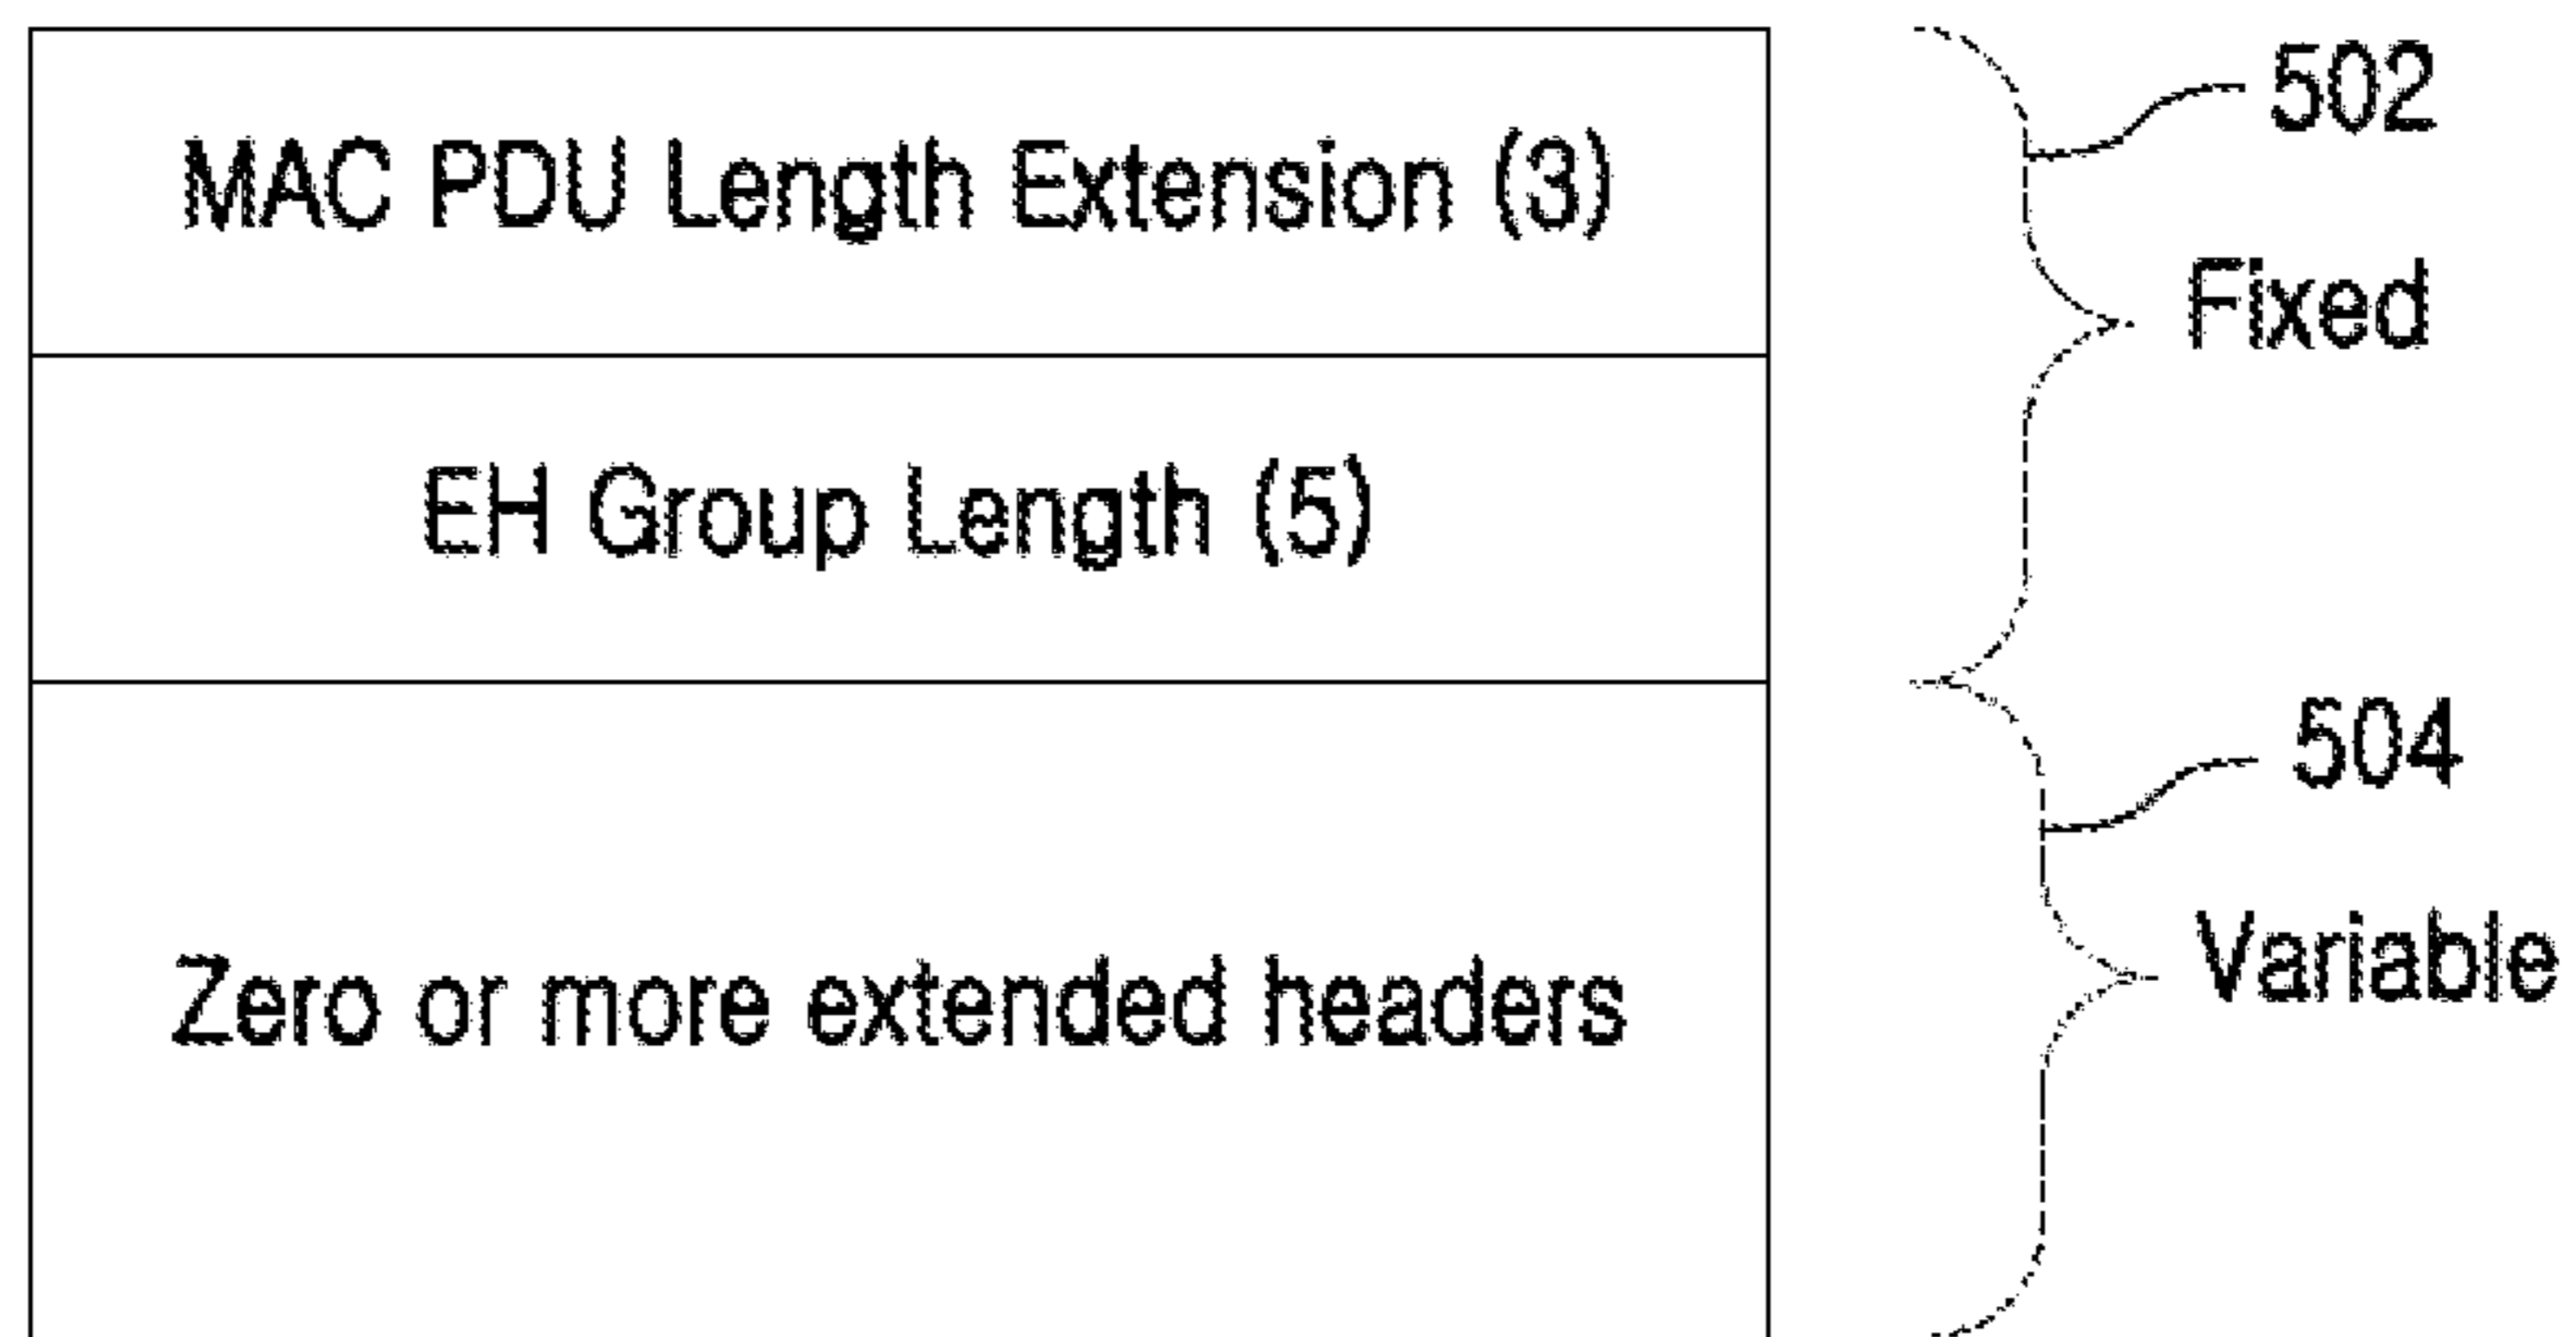 MAC PDU Length Extension (3)
502
Fixed
EH Group Length (5)
504
Variable
Zero or more extended headers